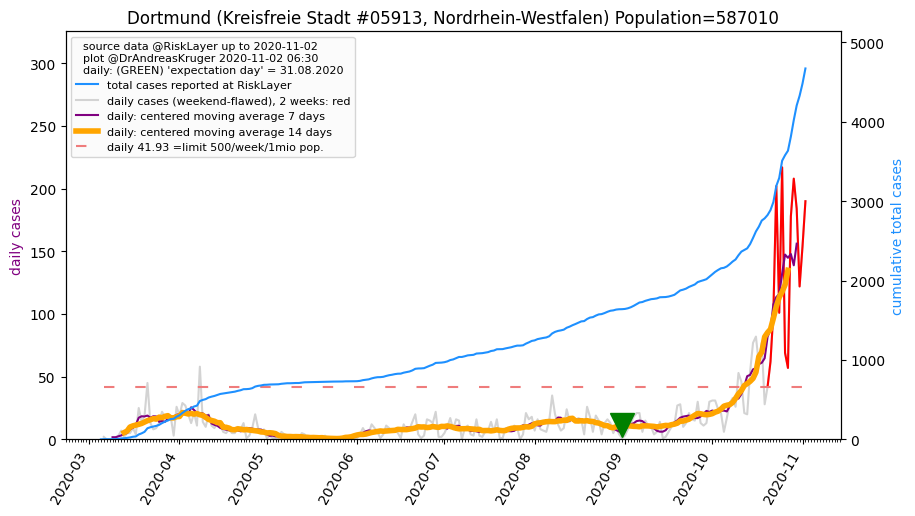 Dortmund (Kreisfreie Stadt #05913, Nordrhein-Westfalen) Population=587010
source data @RiskLayer up to 2020-11-02
plot @DrAndreasKruger 2020-11-02 06:30
daily: (GREEN) 'expectation day' = 31.08.2020
total cases reported at RiskLayer
daily cases (weekend-flawed), 2 weeks: red
daily: centered moving average 7 days
daily: centered moving average 14 days
daily 41.93 =limit 500/week/1mio pop.
daily cases
300
250
200
150
100
50
0
cumulative total cases
5000
4000
3000
2000
1000
0
2020-03
2020-04
2020-05
2020-06
2020-07
2020-08
2020-09
2020-10
2020-11